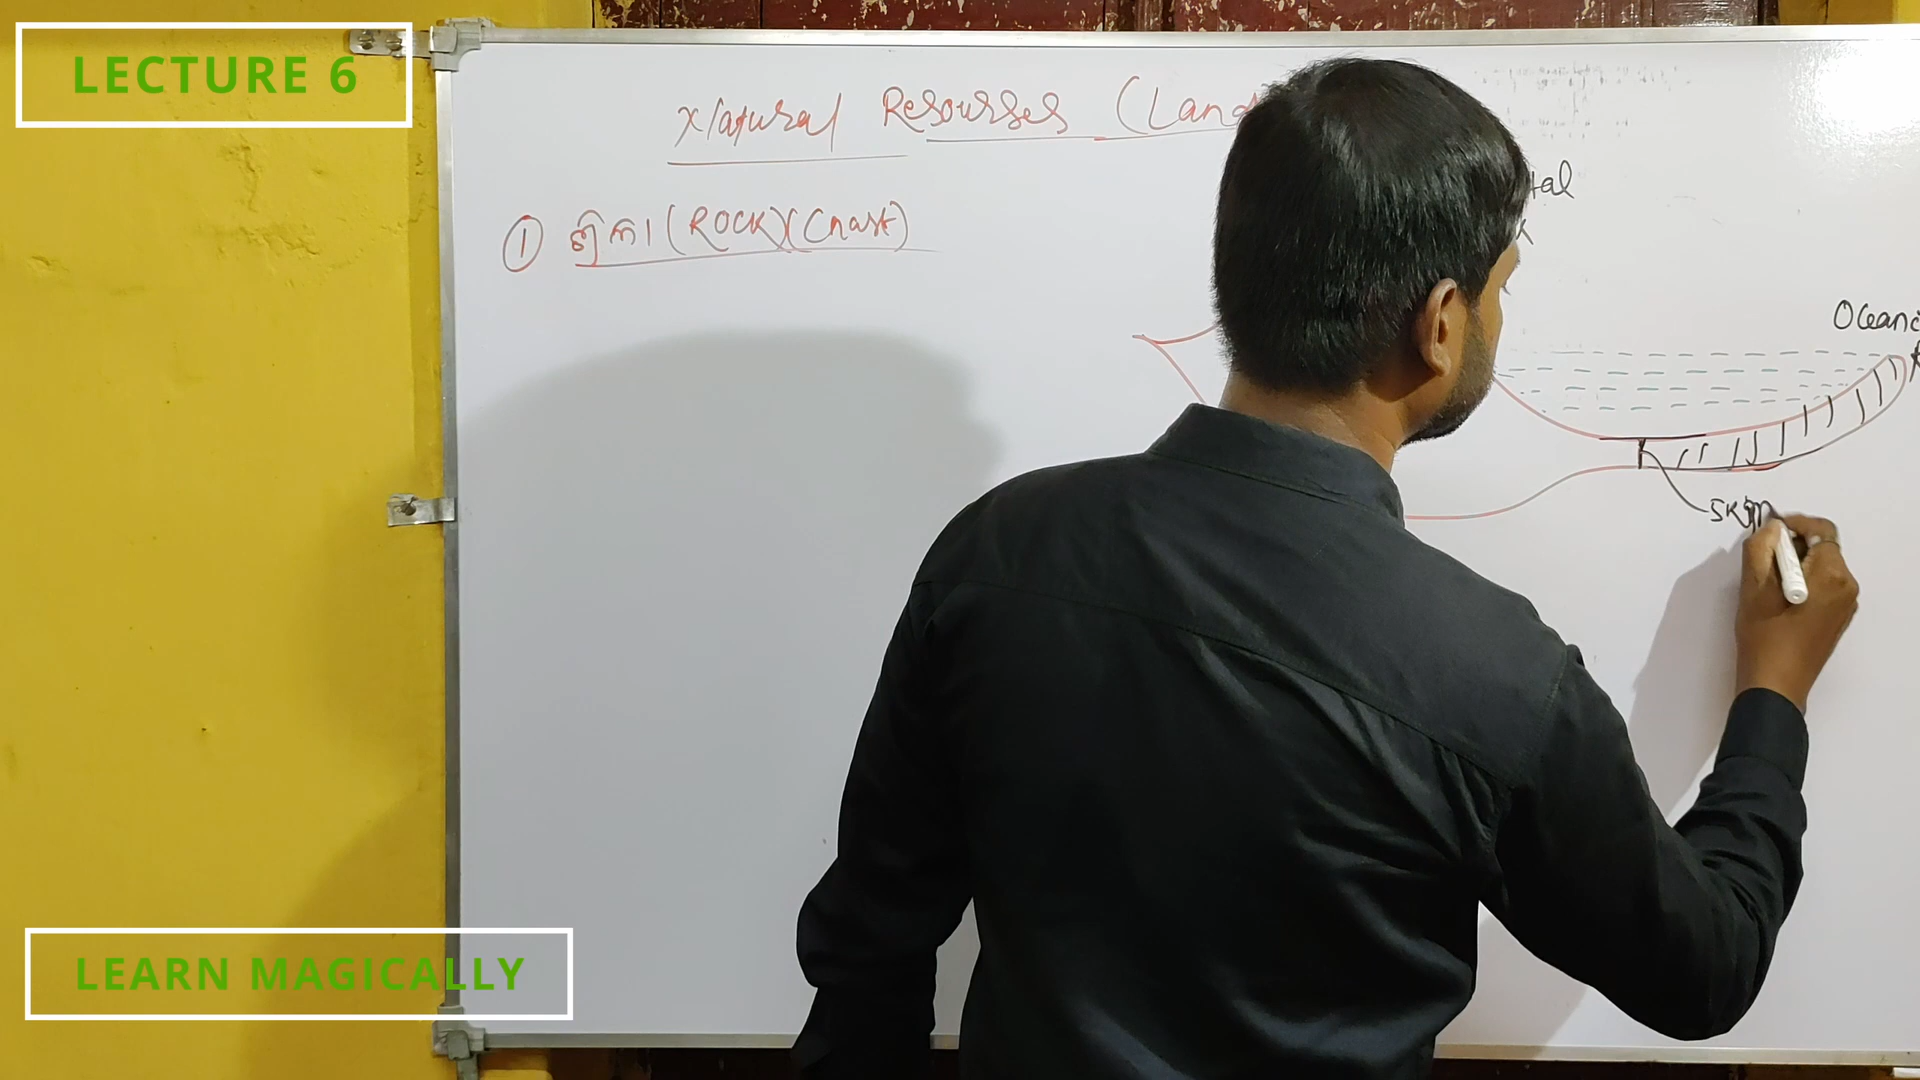 LECTURE 6
Natural Resourses (Land
tal
① ଶିଳା (ROCK) (Crust)
Oceanic
5km
LEARN MAGICALLY